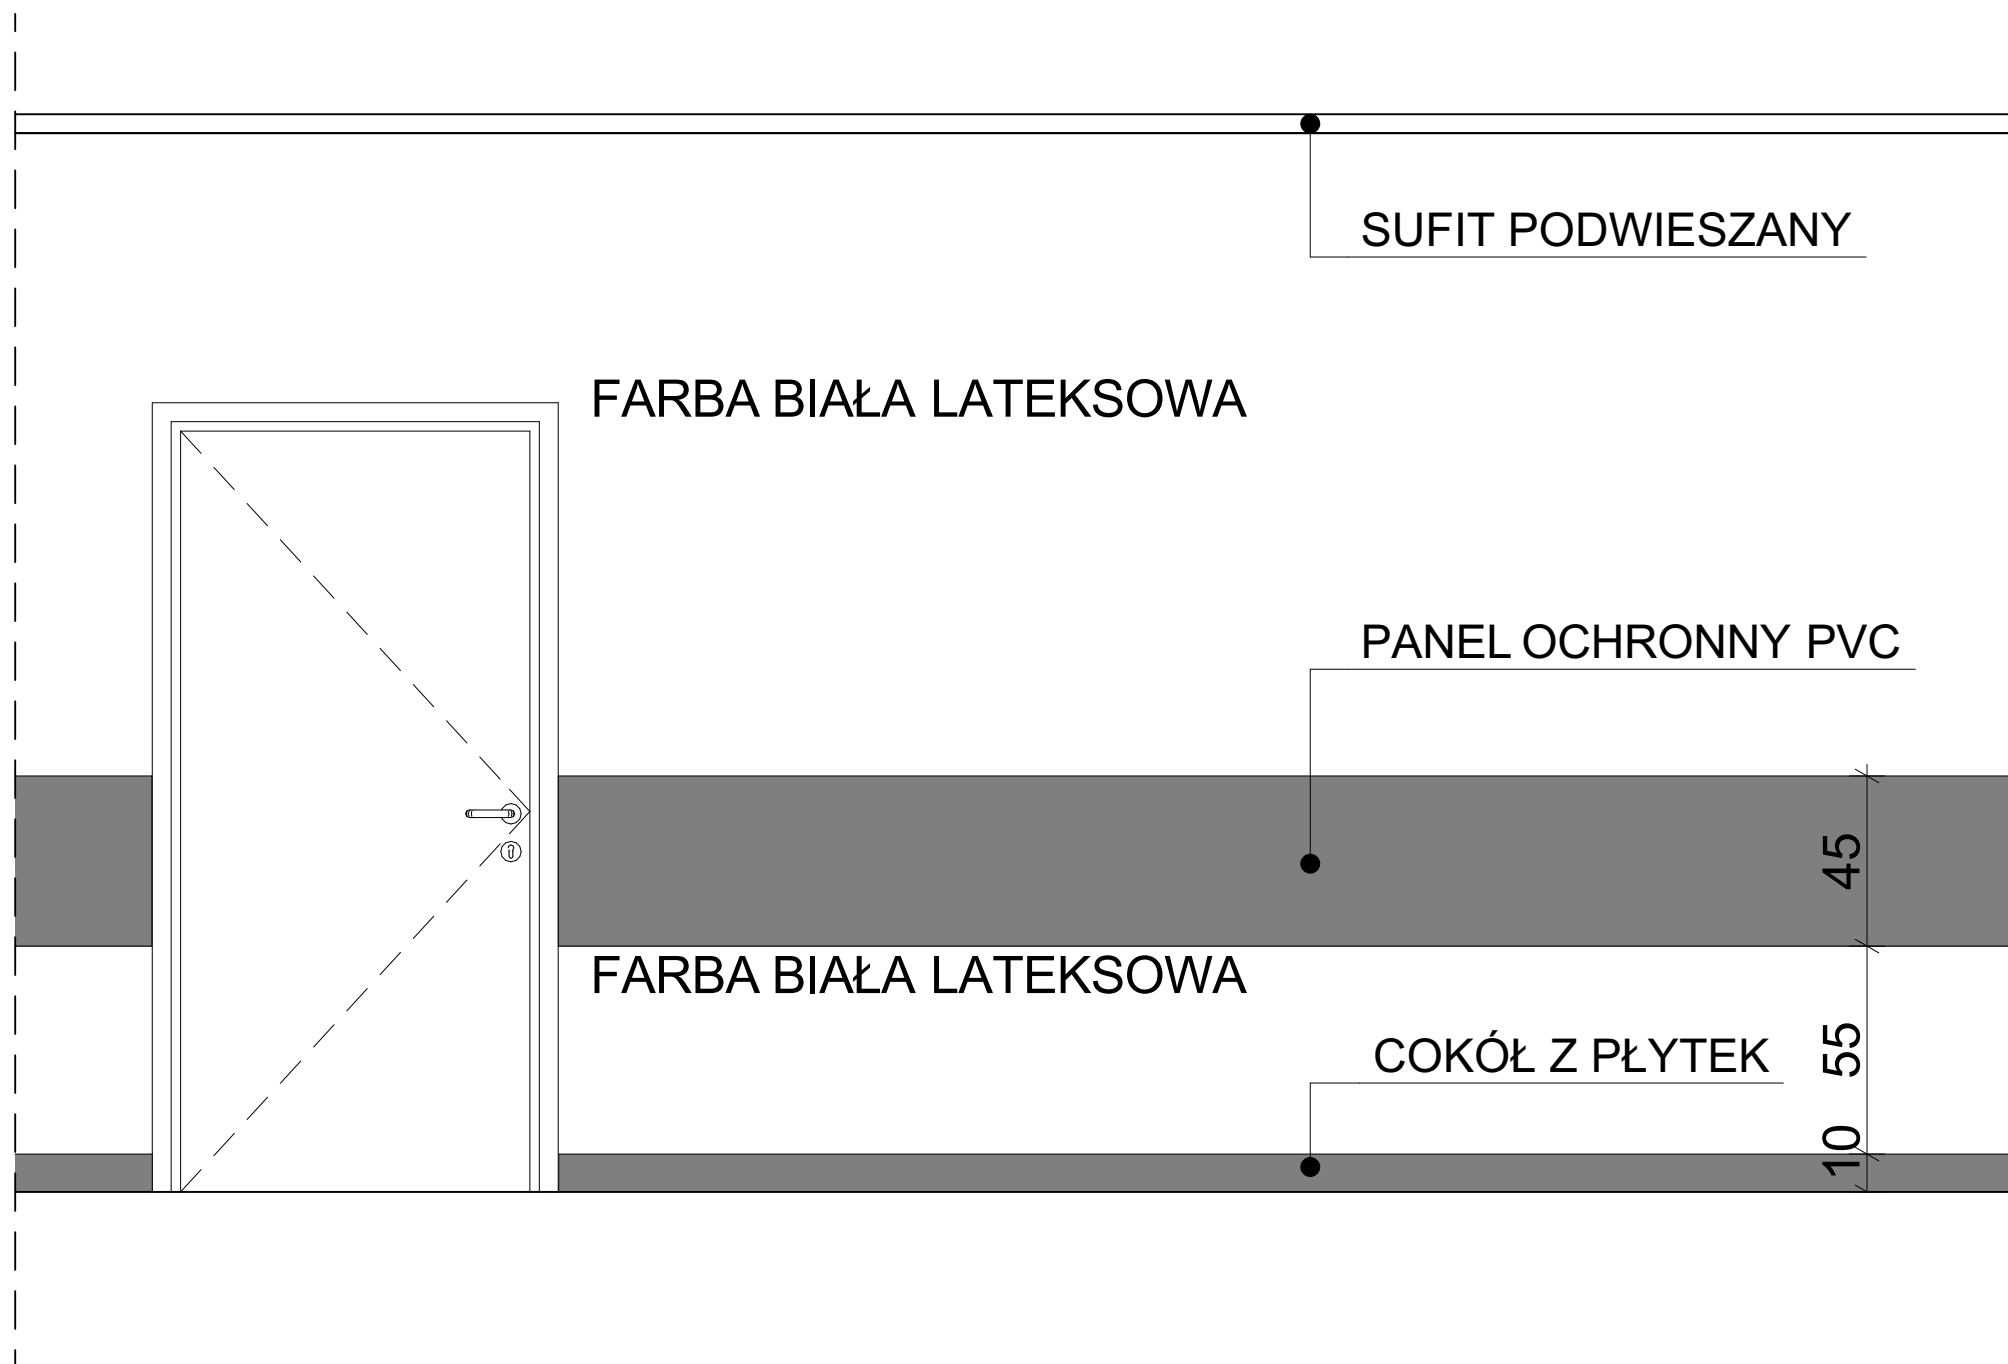 SUFIT PODWIESZANY
FARBA BIAŁA LATEKSOWA
PANEL OCHRONNY PVC
45
FARBA BIAŁA LATEKSOWA
55
COKÓŁ Z PŁYTEK
10